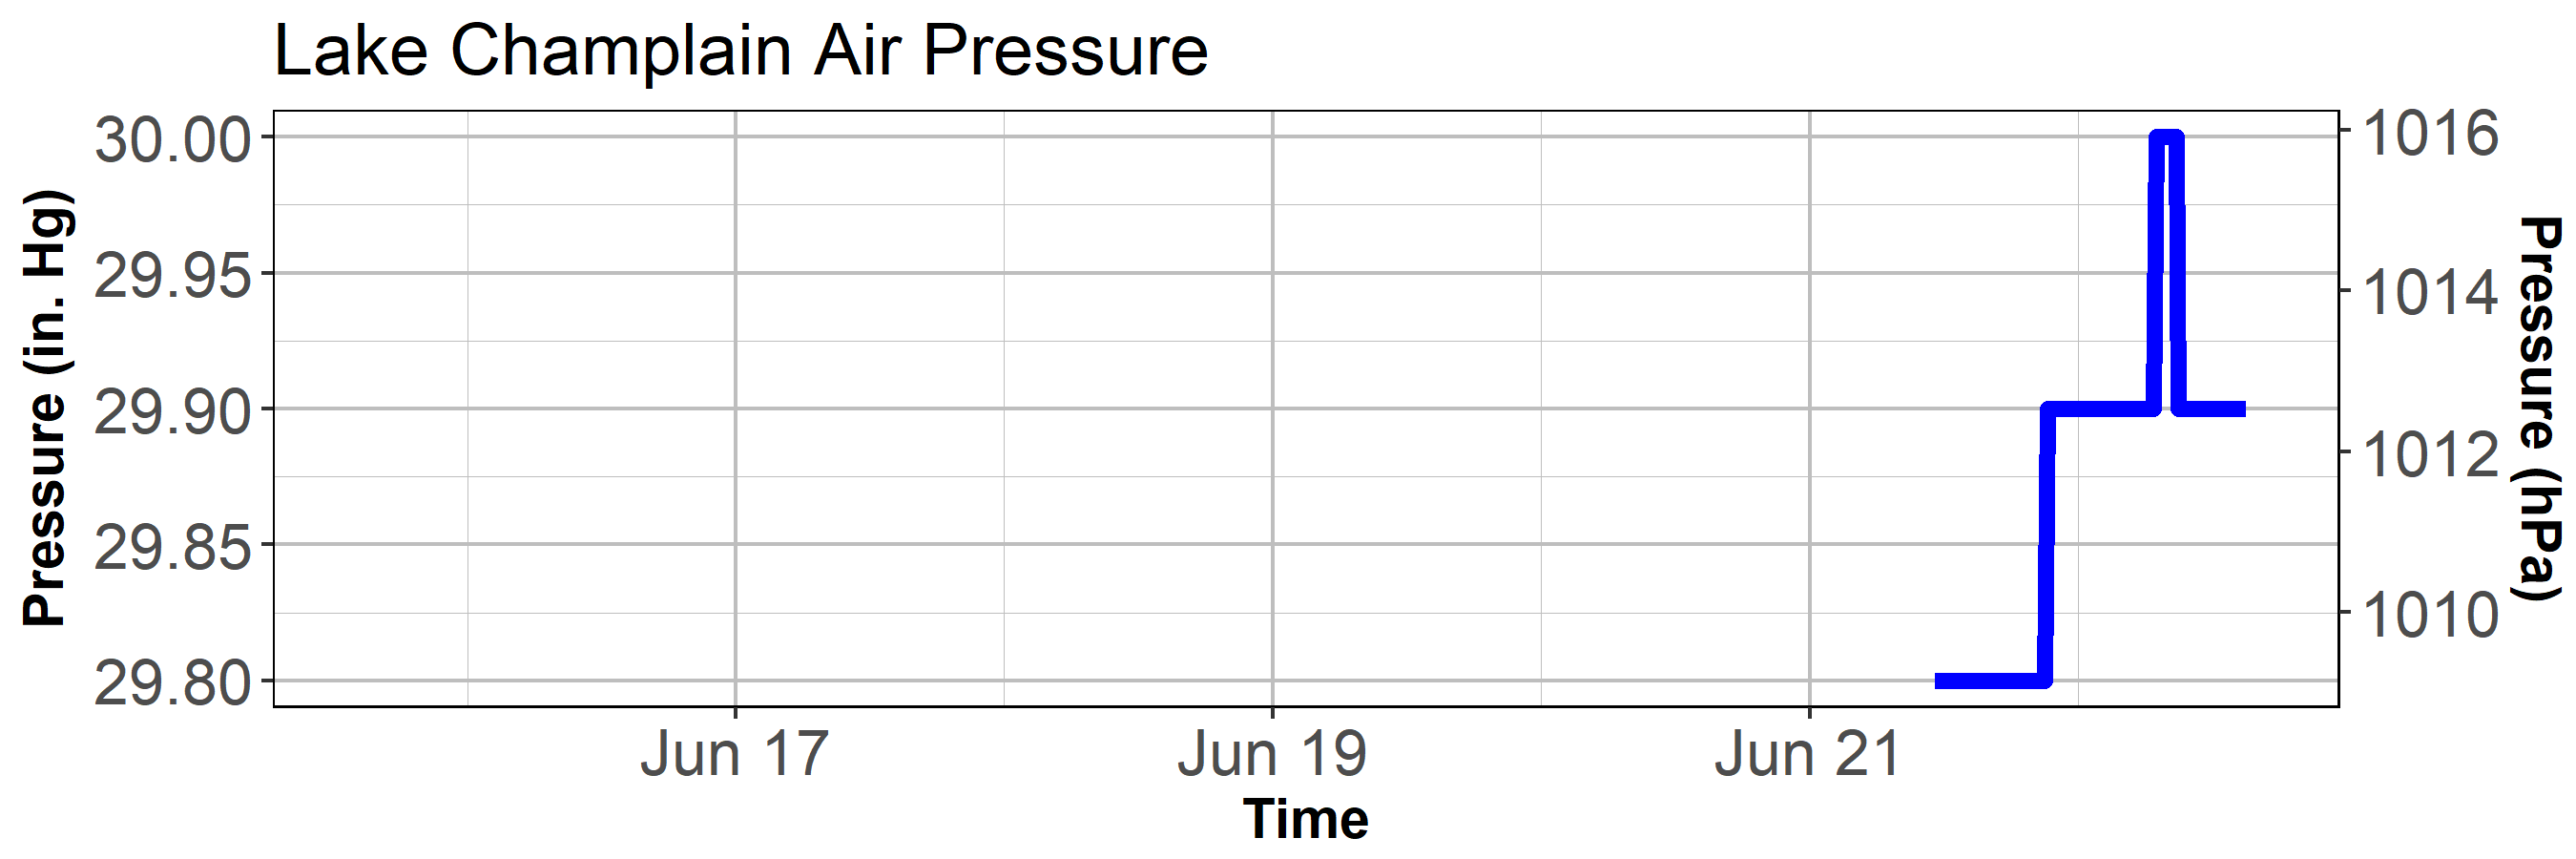 Lake Champlain Air Pressure
Pressure (in. Hg)
30.00
29.95
29.90
29.85
29.80
1016
1014
1012
1010
Pressure (hPa)
Jun 17
Jun 19
Jun 21
Time